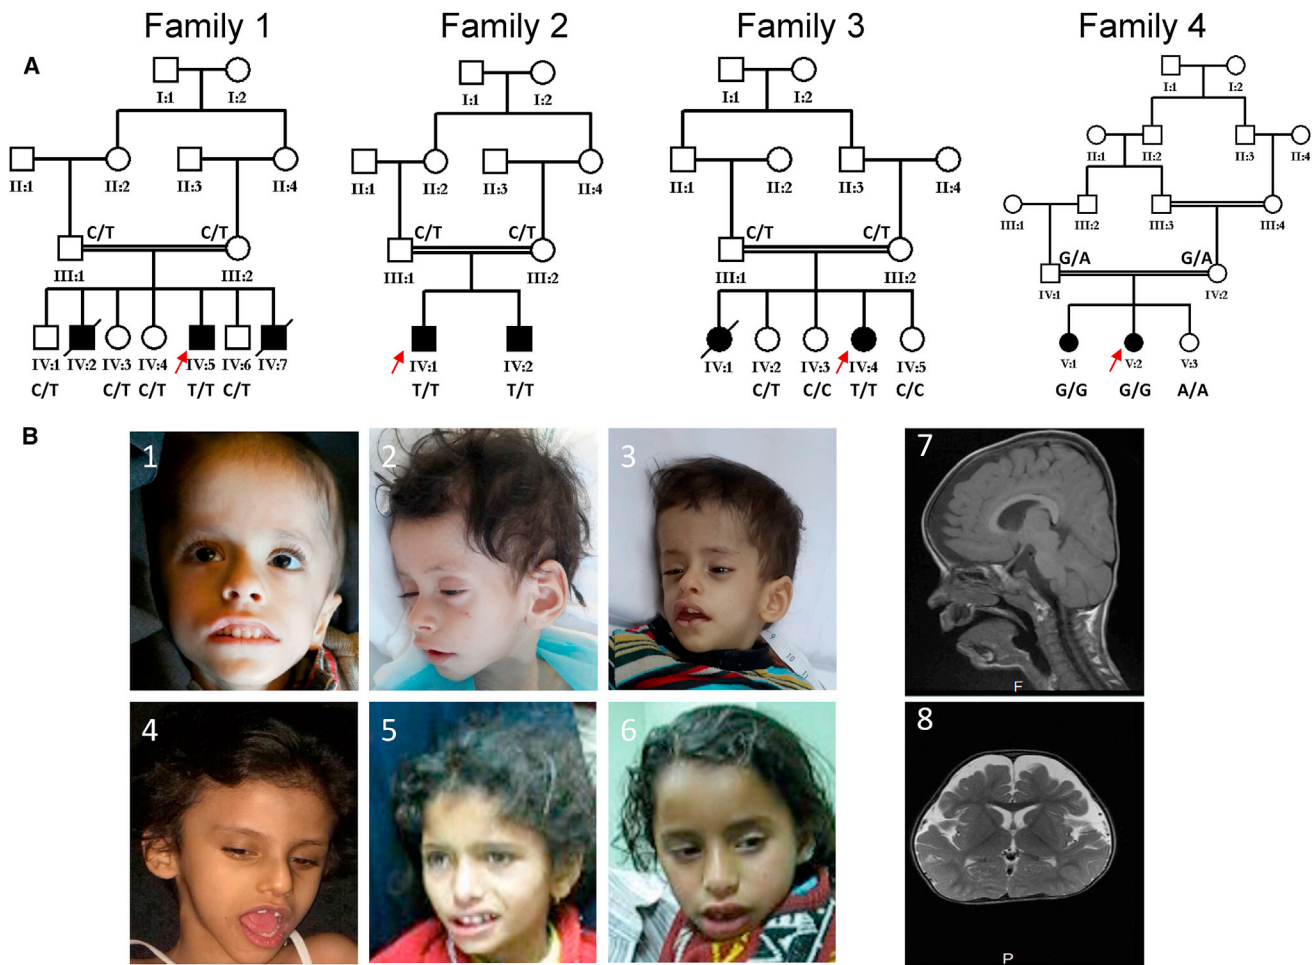 Family 1 Family 2 Family 3 Family 4
A
I:1 I:2 I:1 I:2 I:1 I:2 I:1 I:2
II:1 II:2 II:3 II:4 II:1 II:2 II:3 II:4 II:1 II:2 II:3 II:4 II:1 II:2 II:3 II:4
III:1 III:2 III:3 III:4
C/T C/T C/T C/T C/T C/T G/A G/A
III:1 III:2 III:1 III:2 III:1 III:2 IV:1 IV:2
IV:1 IV:2 IV:3 IV:4 IV:5 IV:6 IV:7 IV:1 IV:2 IV:1 IV:2 IV:3 IV:4 IV:5 V:1 V:2 V:3
C/T C/T C/T T/T C/T T/T T/T C/T C/C T/T C/C G/G G/G A/A
B
1 2 3 7
9
10
11
F
4 5 6 8
P